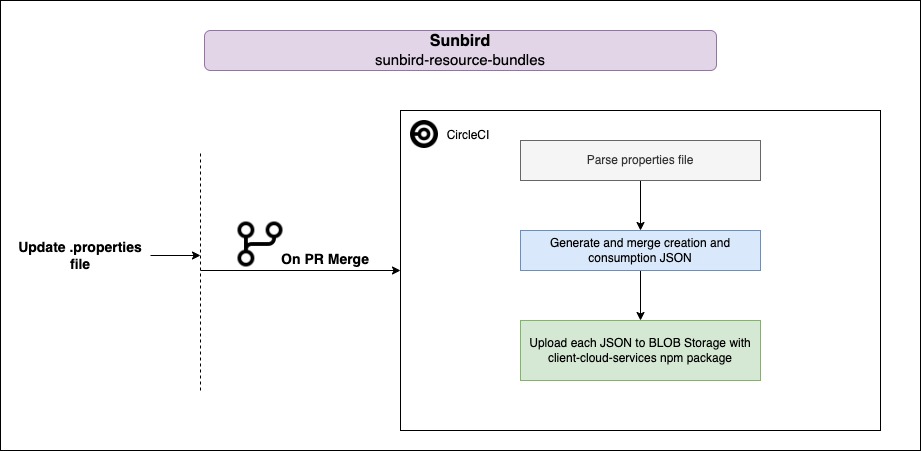 Sunbird
sunbird-resource-bundles
CircleCI
Parse properties file
Update .properties
file
On PR Merge
Generate and merge creation and
consumption JSON
Upload each JSON to BLOB Storage with
client-cloud-services npm package